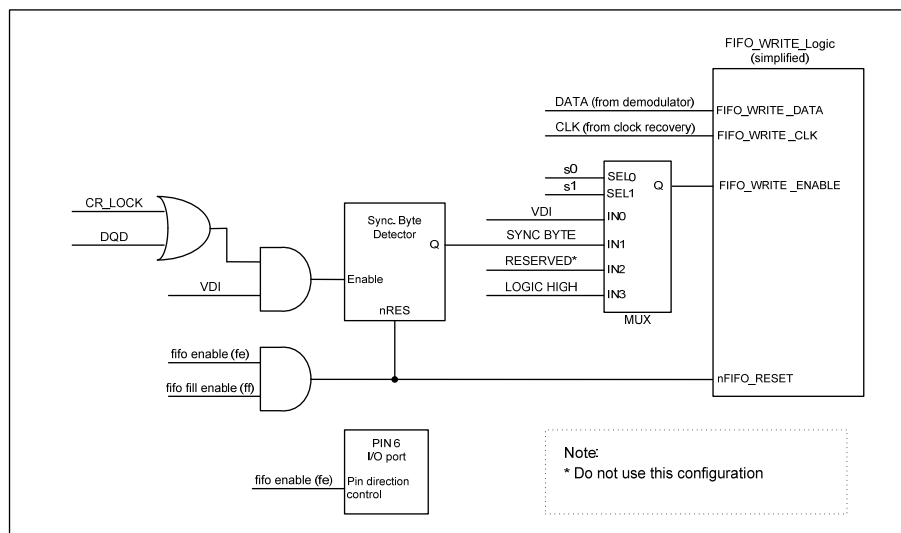 FIFO_WRITE_Logic
(simplified)
DATA (from demodulator)
FIFO_WRITE_DATA
CLK (from clock recovery)
FIFO_WRITE_CLK
s0
SEL0
Q
FIFO_WRITE_ENABLE
s1
SEL1
VDI
IN0
SYNC BYTE
IN1
RESERVED*
IN2
LOGIC HIGH
IN3
MUX
CR_LOCK
DQD
VDI
Sync. Byte
Detector
Q
Enable
nRES
fifo enable (fe)
fifo fill enable (ff)
nFIFO_RESET
PIN 6
I/O port
fifo enable (fe)
Pin direction
control
Note:
* Do not use this configuration